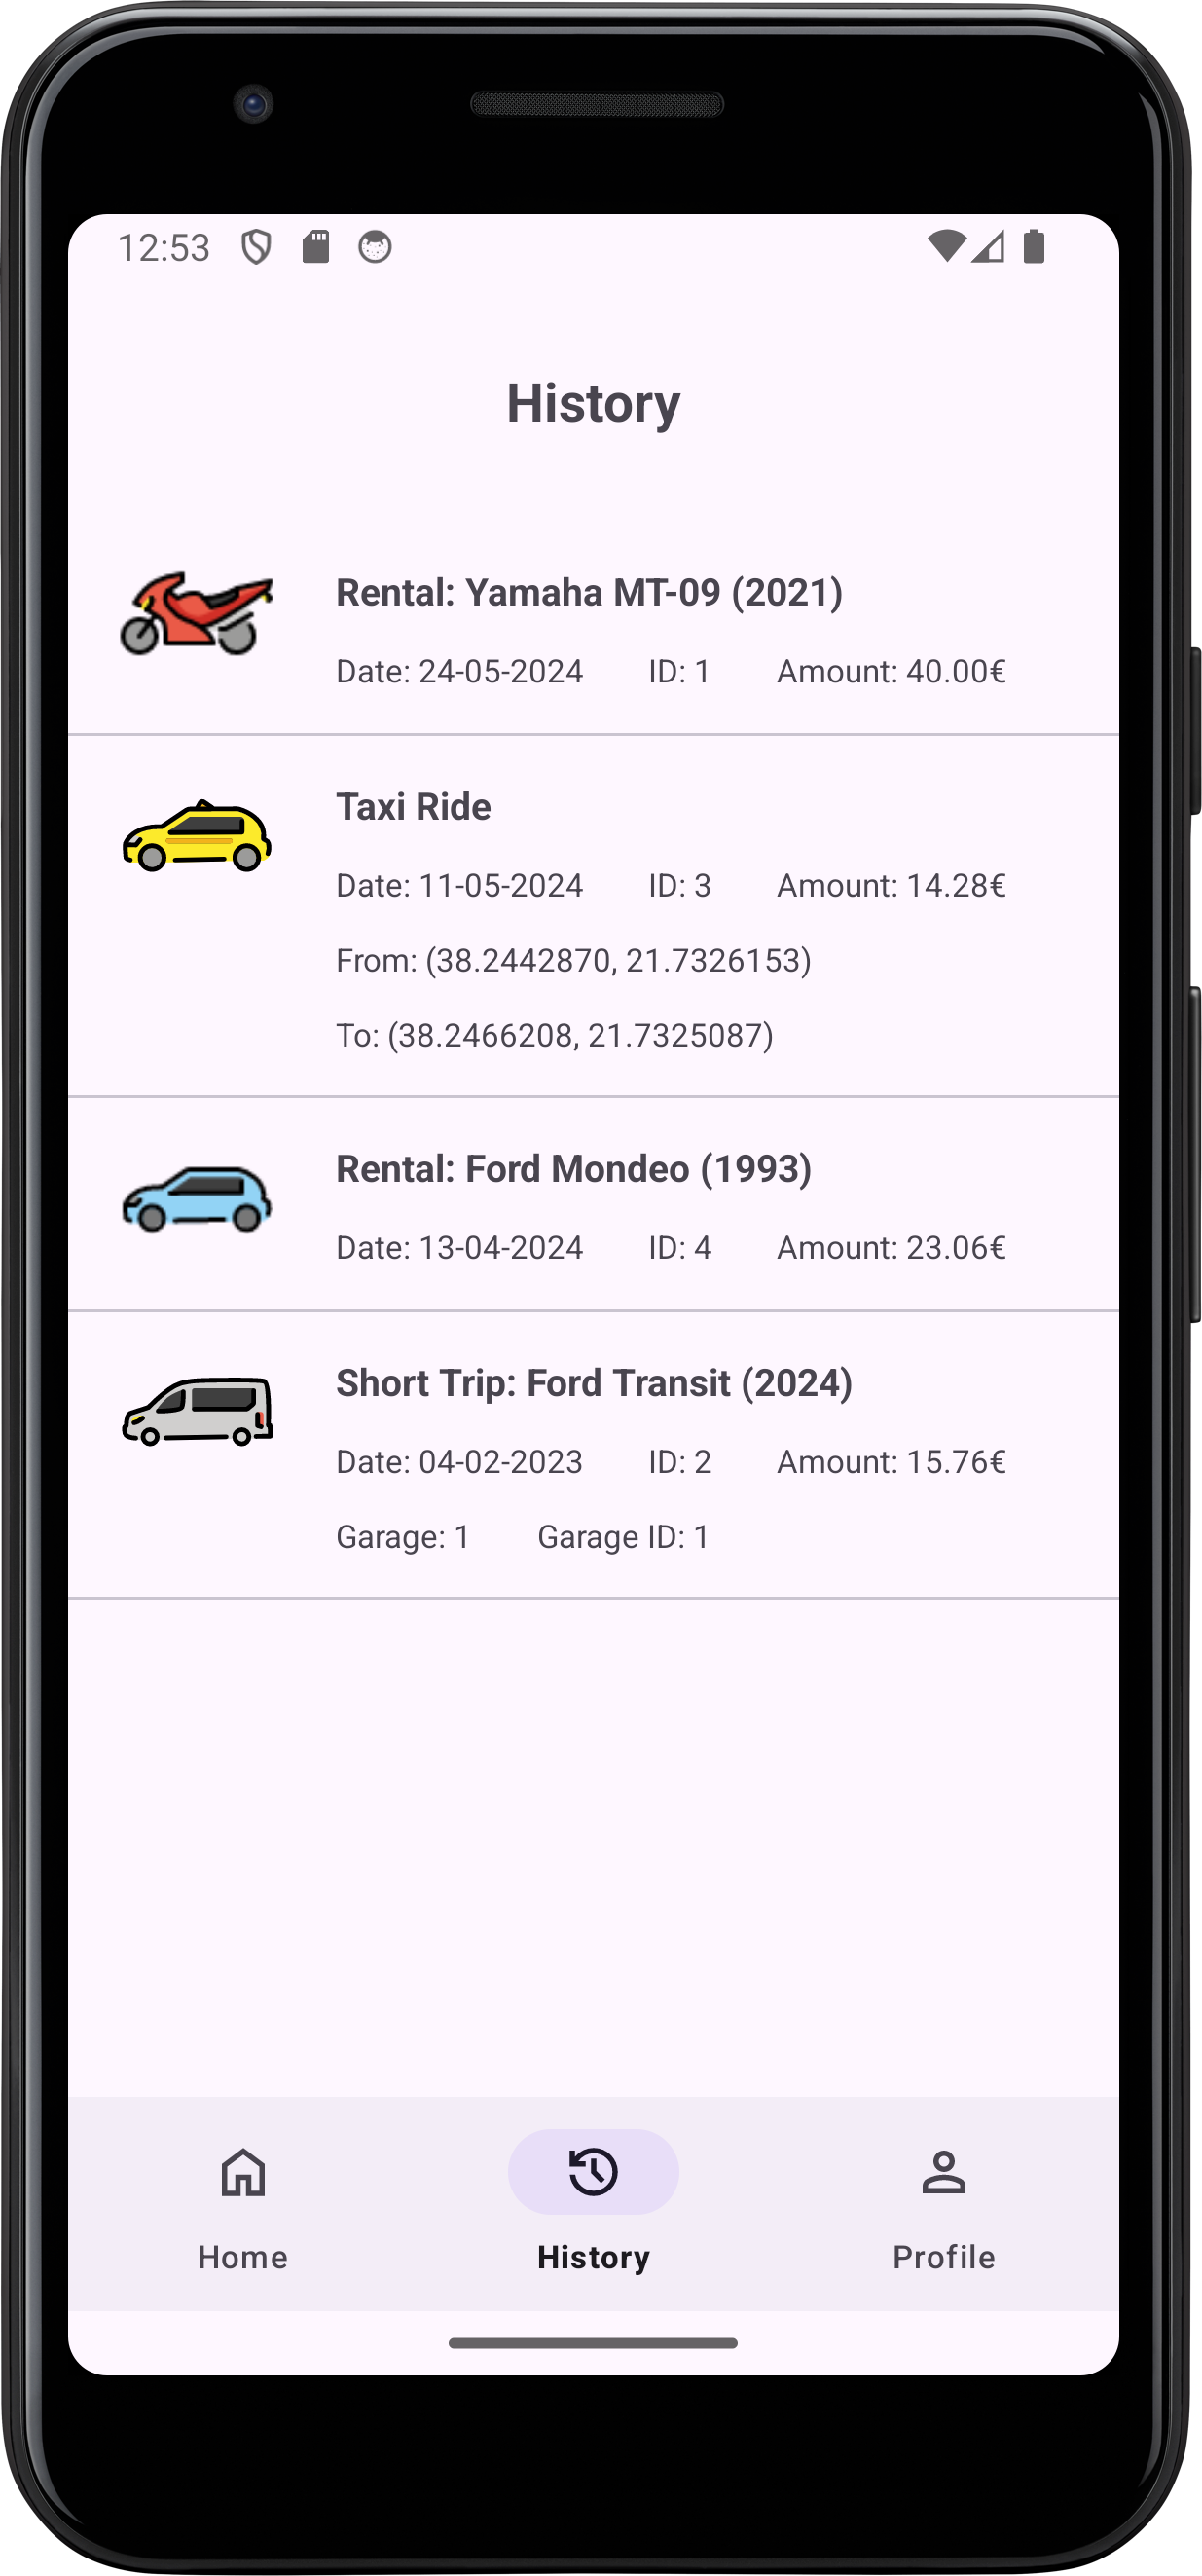 12:53
History
Rental: Yamaha MT-09 (2021)
Date: 24-05-2024 ID: 1 Amount: 40.00€
Taxi Ride
Date: 11-05-2024 ID: 3 Amount: 14.28€
From: (38.2442870, 21.7326153)
To: (38.2466208, 21.7325087)
Rental: Ford Mondeo (1993)
Date: 13-04-2024 ID: 4 Amount: 23.06€
Short Trip: Ford Transit (2024)
Date: 04-02-2023 ID: 2 Amount: 15.76€
Garage: 1 Garage ID: 1
Home History Profile